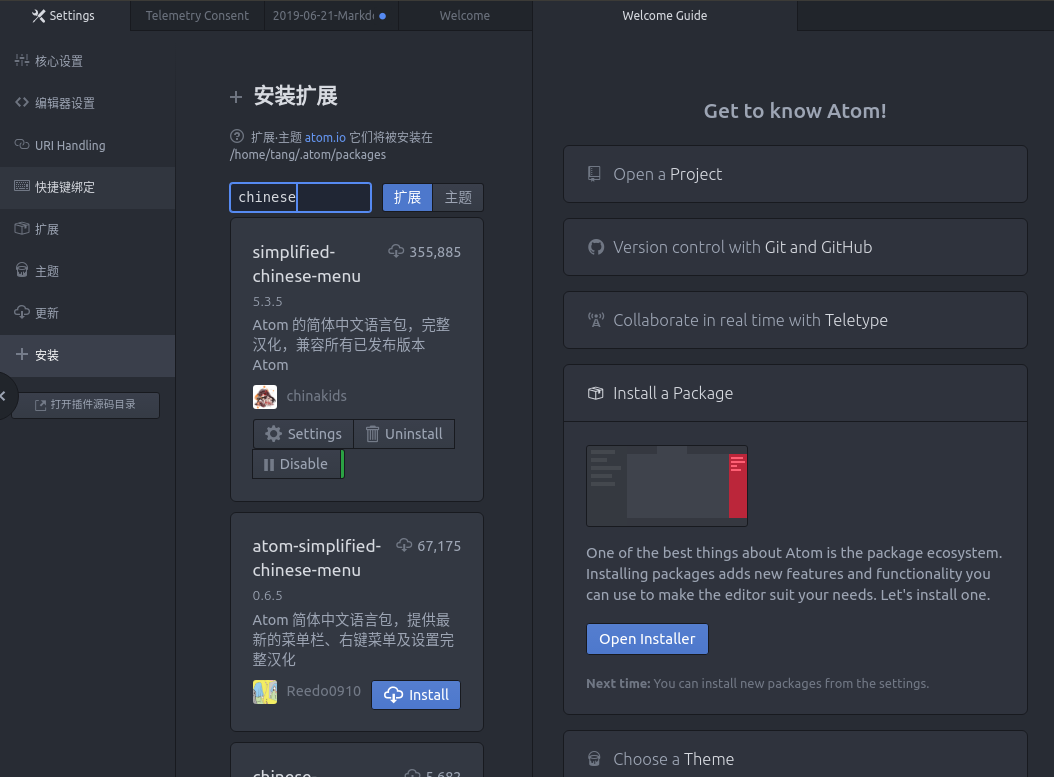 Settings
Telemetry Consent
2019-06-21-Markd
Welcome
Welcome Guide
核心设置
编辑器设置
URI Handling
快捷键绑定
扩展
主题
更新
安装
打开插件源码目录
安装扩展
扩展·主题 atom.io 它们将被安装在
/home/tang/.atom/packages
chinese
扩展 主题
simplified- 355,885
chinese-menu
5.3.5
Atom 的简体中文语言包，完整
汉化，兼容所有已发布版本
Atom
chinakids
Settings Uninstall
Disable
atom-simplified- 67,175
chinese-menu
0.6.5
Atom 简体中文语言包，提供最
新的菜单栏、右键菜单及设置完
整汉化
Reedo0910 Install
chinese- 5,682
Get to know Atom!
Open a Project
Version control with Git and GitHub
Collaborate in real time with Teletype
Install a Package
One of the best things about Atom is the package ecosystem.
Installing packages adds new features and functionality you
can use to make the editor suit your needs. Let's install one.
Open Installer
Next time: You can install new packages from the settings.
Choose a Theme